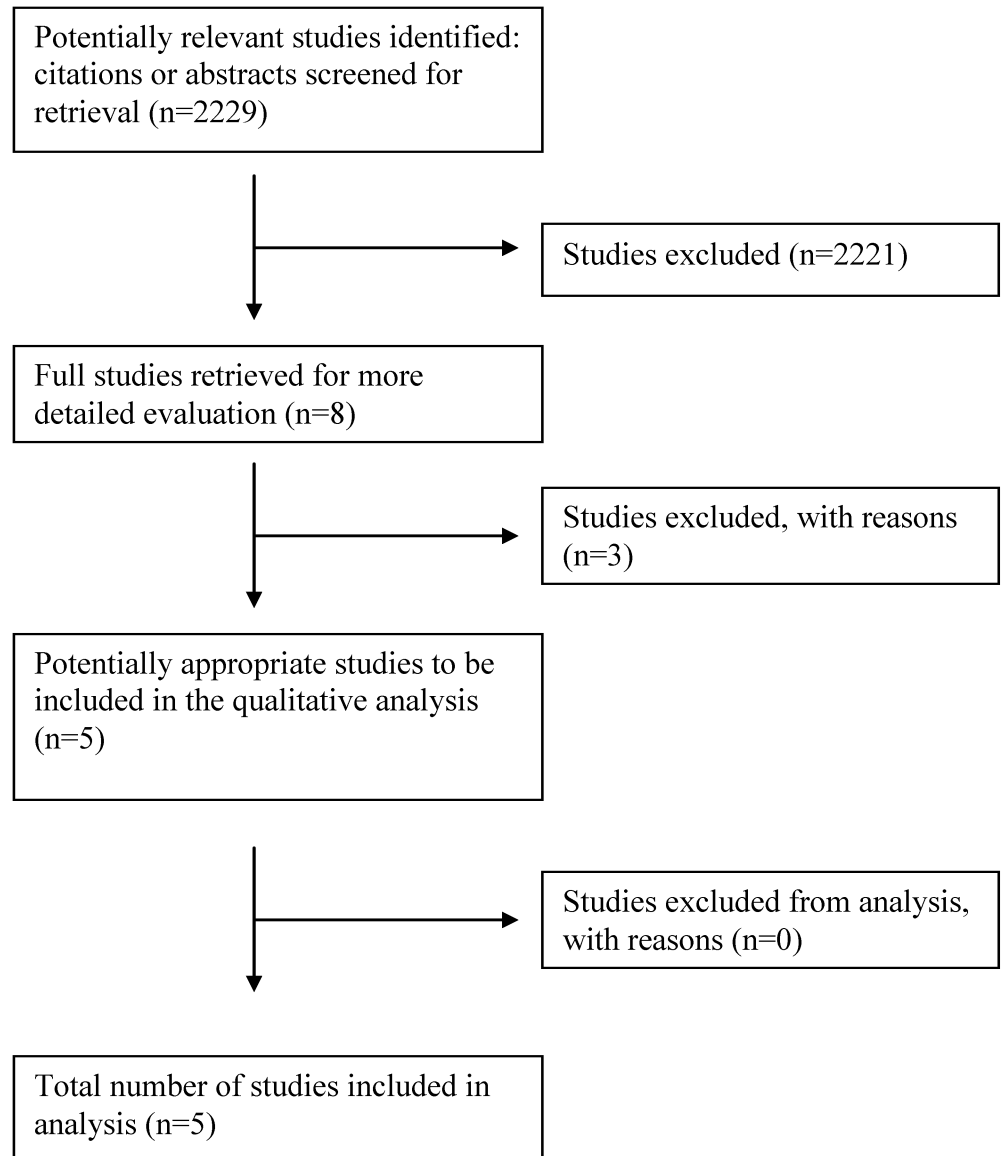 Potentially relevant studies identified:
citations or abstracts screened for
retrieval (n=2229)
Studies excluded (n=2221)
Full studies retrieved for more
detailed evaluation (n=8)
Studies excluded, with reasons
(n=3)
Potentially appropriate studies to be
included in the qualitative analysis
(n=5)
Studies excluded from analysis,
with reasons (n=0)
Total number of studies included in
analysis (n=5)